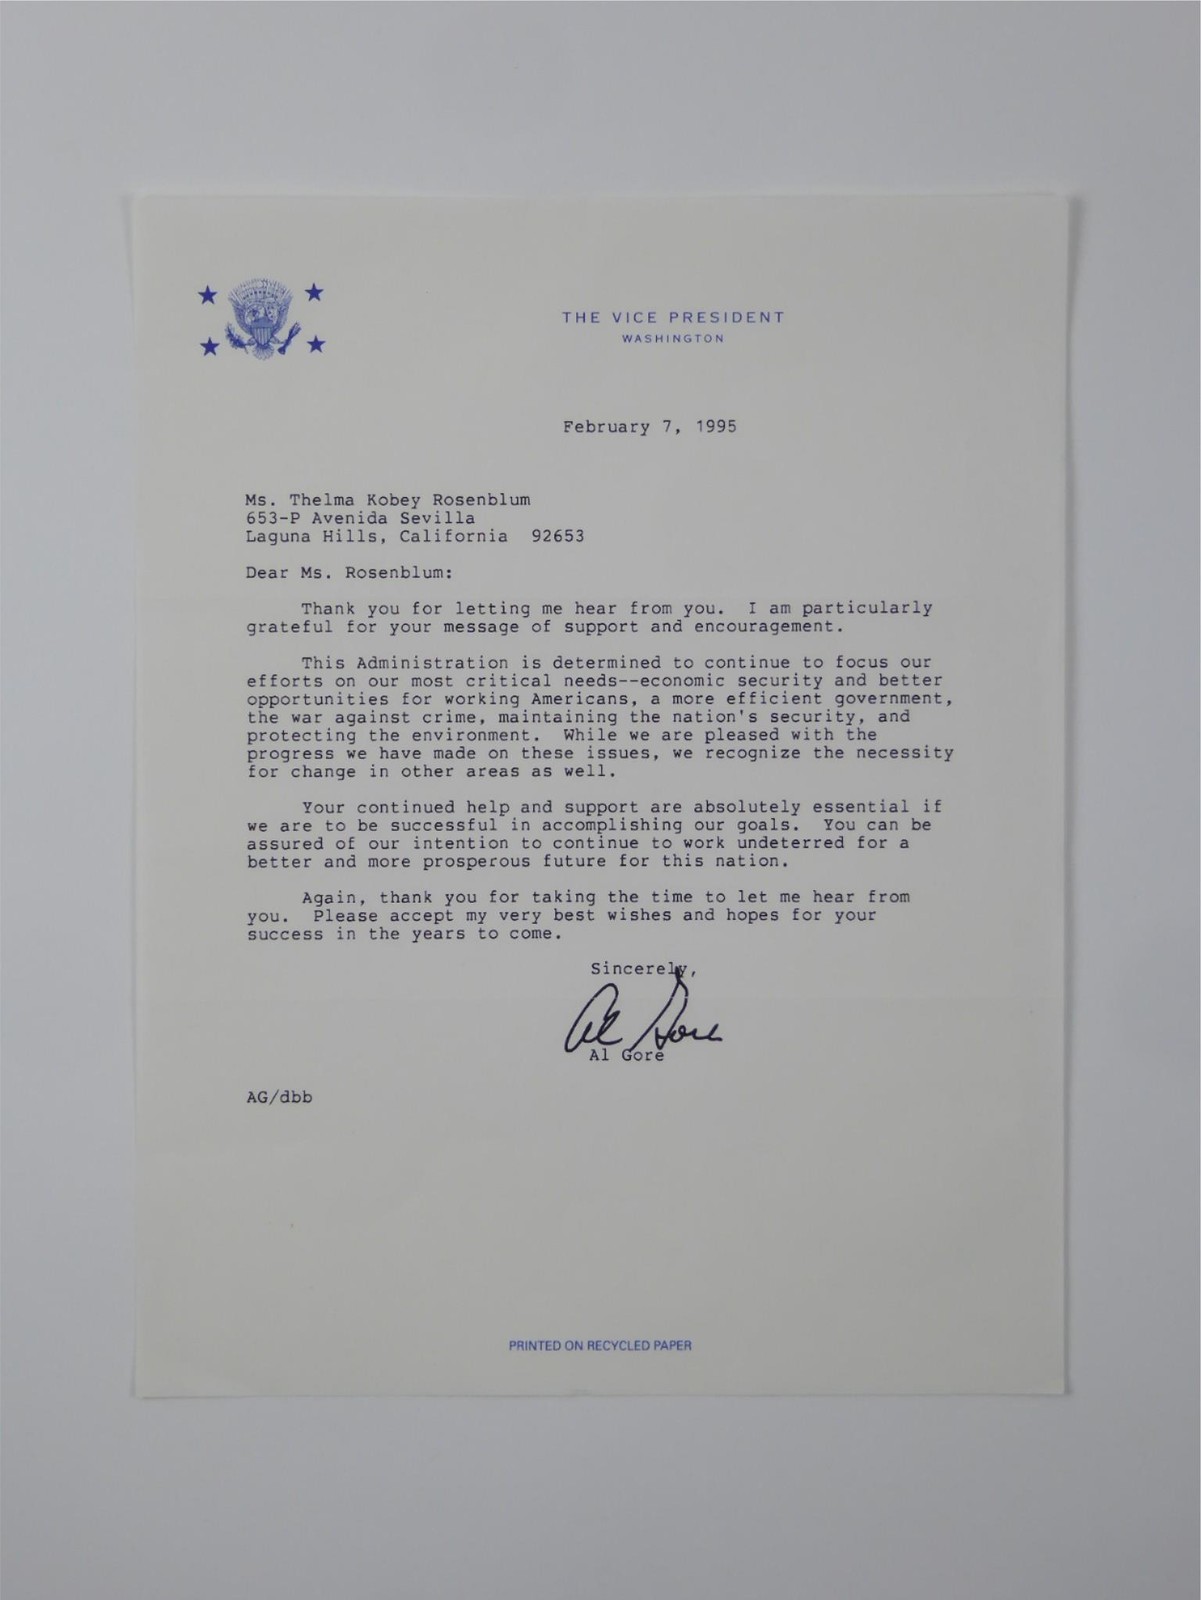 THE VICE PRESIDENT
WASHINGTON
February 7, 1995
Ms. Thelma Kobey Rosenblum
653-P Avenida Sevilla
Laguna Hills, California  92653
Dear Ms. Rosenblum:
Thank you for letting me hear from you.  I am particularly
grateful for your message of support and encouragement.
This Administration is determined to continue to focus our
efforts on our most critical needs--economic security and better
opportunities for working Americans, a more efficient government,
the war against crime, maintaining the nation's security, and
protecting the environment.  While we are pleased with the
progress we have made on these issues, we recognize the necessity
for change in other areas as well.
Your continued help and support are absolutely essential if
we are to be successful in accomplishing our goals.  You can be
assured of our intention to continue to work undeterred for a
better and more prosperous future for this nation.
Again, thank you for taking the time to let me hear from
you.  Please accept my very best wishes and hopes for your
success in the years to come.
Sincerely,
Al Gore
Al Gore
AG/dbb
PRINTED ON RECYCLED PAPER